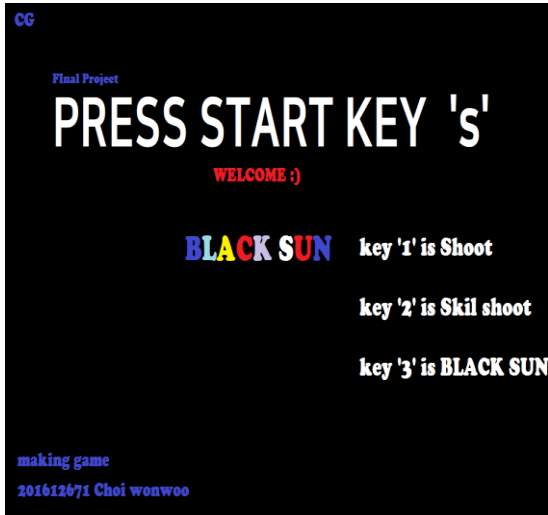 CG
FInal Project
PRESS START KEY 's'
WELCOME :)
BLACK SUN
key '1' is Shoot
key '2' is Skil shoot
key '3' is BLACK SUN
making game
201612671 Choi wonwoo